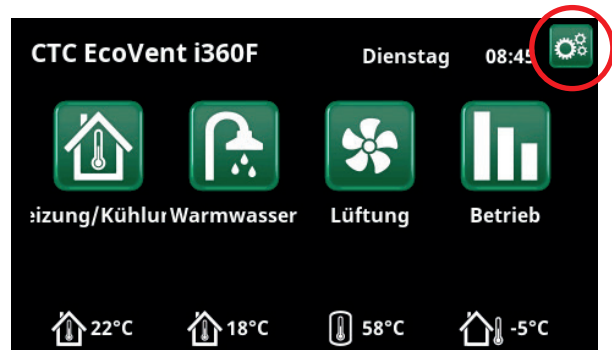 CTC EcoVent i360F Dienstag 08:45
eizung/Kühlur Warmwasser Lüftung Betrieb
22°C 18°C 58°C -5°C